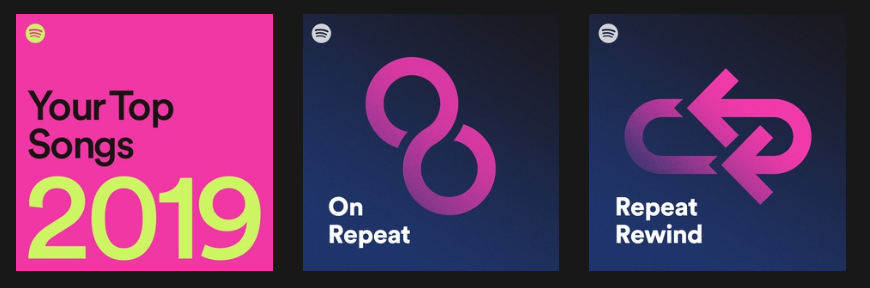 Your Top
Songs
2019
On
Repeat
Repeat
Rewind